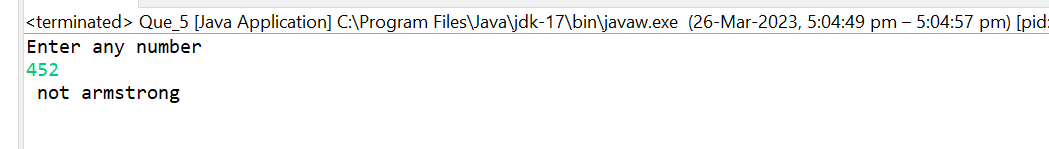 <terminated> Que_5 [Java Application] C:\Program Files\Java\jdk-17\bin\javaw.exe (26-Mar-2023, 5:04:49 pm – 5:04:57 pm) [pid:
Enter any number
452
 not armstrong